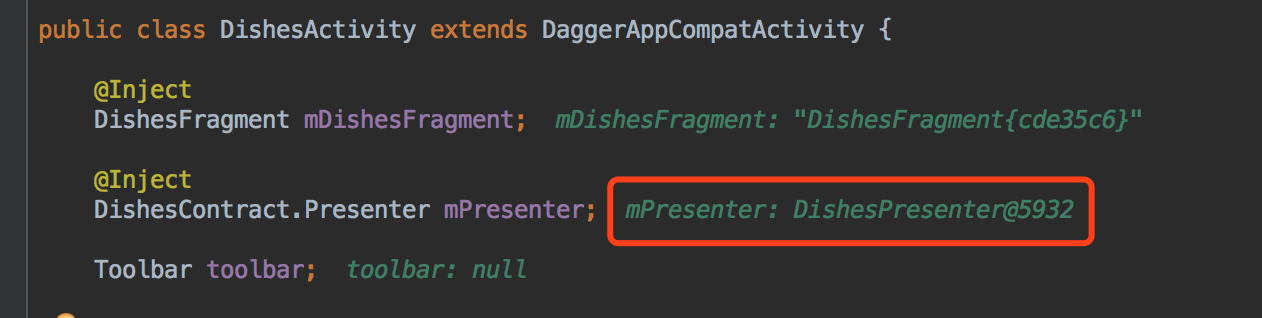 public class DishesActivity extends DaggerAppCompatActivity {
@Inject
DishesFragment mDishesFragment; mDishesFragment: "DishesFragment{cde35c6}"
@Inject
DishesContract.Presenter mPresenter; mPresenter: DishesPresenter@5932
Toolbar toolbar; toolbar: null